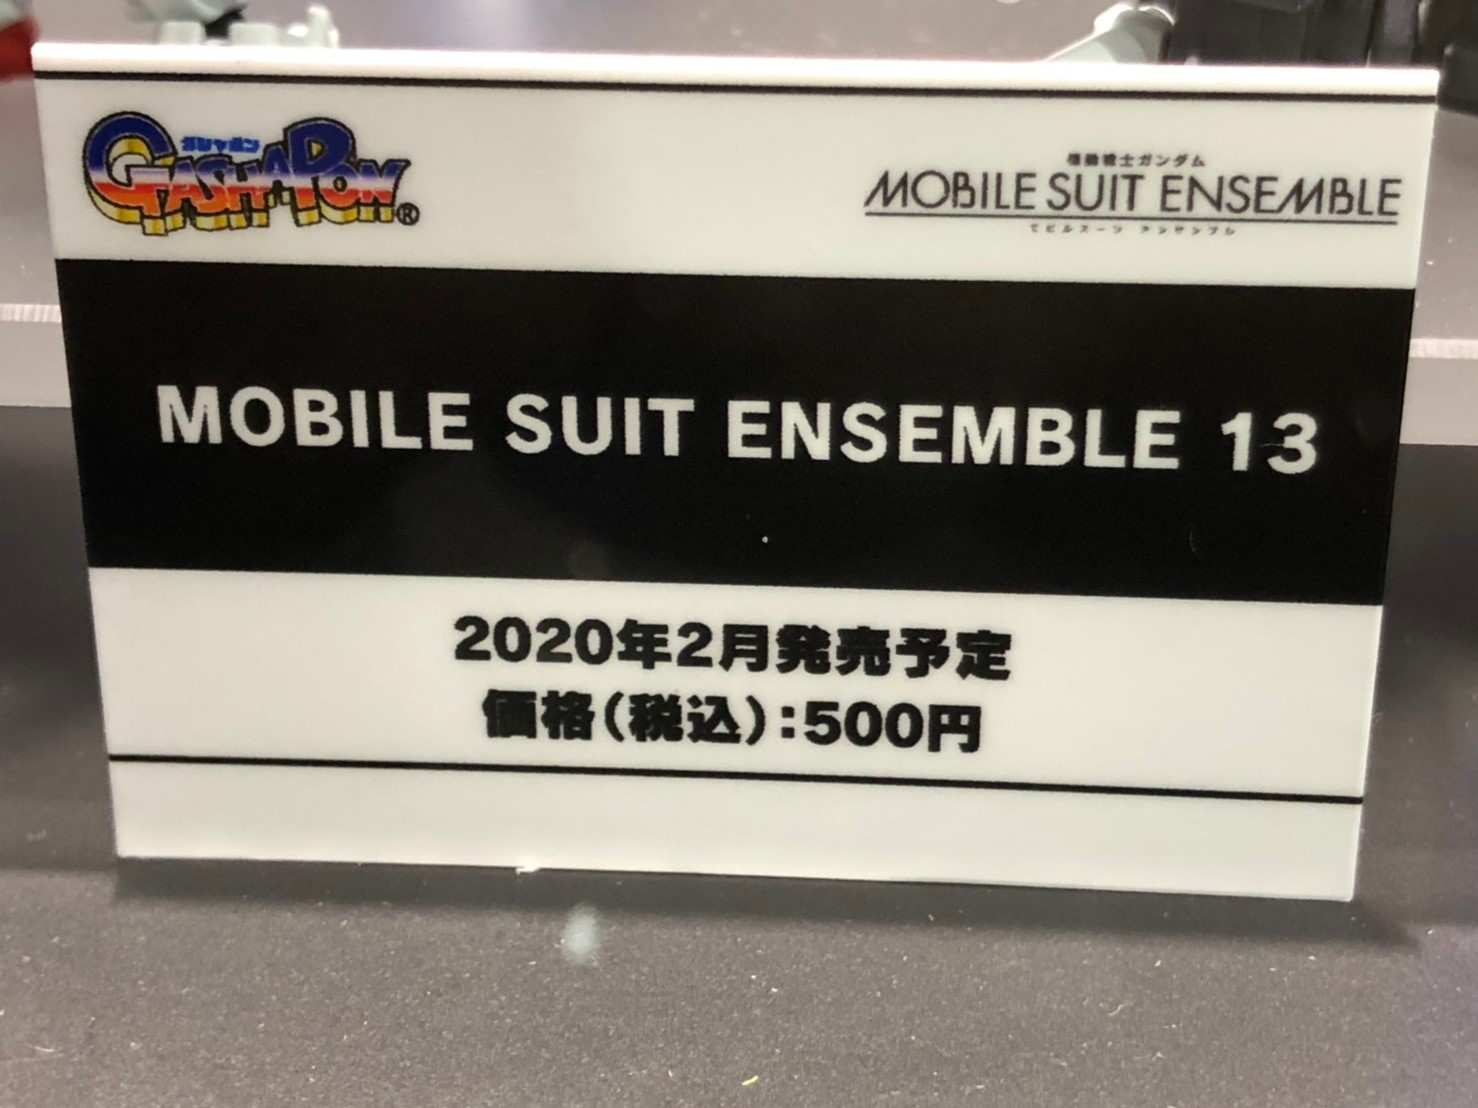 ガシャポン
GASHAPON®
機動戦士ガンダム
MOBILE SUIT ENSEMBLE
モビルスーツ アンサンブル
MOBILE SUIT ENSEMBLE 13
2020年2月発売予定
価格(税込):500円